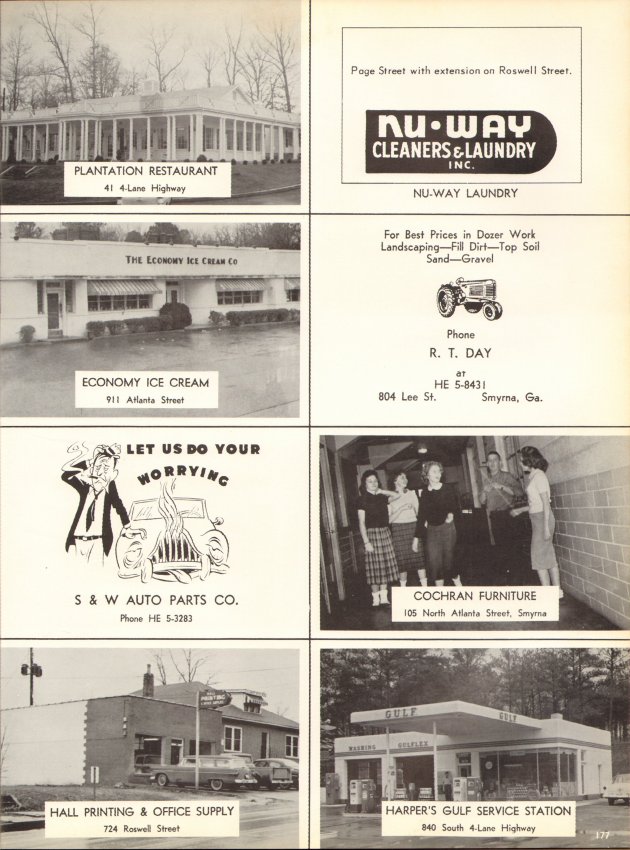 PLANTATION RESTAURANT
41 4-Lane Highway
Page Street with extension on Roswell Street.
NU-WAY
CLEANERS & LAUNDRY
INC.
NU-WAY LAUNDRY
THE ECONOMY ICE CREAM CO
ECONOMY ICE CREAM
911 Atlanta Street
For Best Prices in Dozer Work
Landscaping—Fill Dirt—Top Soil
Sand—Gravel
Phone
R. T. DAY
at
HE 5-8431
804 Lee St. Smyrna, Ga.
LET US DO YOUR
WORRYING
S & W AUTO PARTS CO.
Phone HE 5-3283
COCHRAN FURNITURE
105 North Atlanta Street, Smyrna
PRINTING
HALL PRINTING & OFFICE SUPPLY
724 Roswell Street
GULF GULF
WASHING GULFLEX
HARPER'S GULF SERVICE STATION
840 South 4-Lane Highway
177